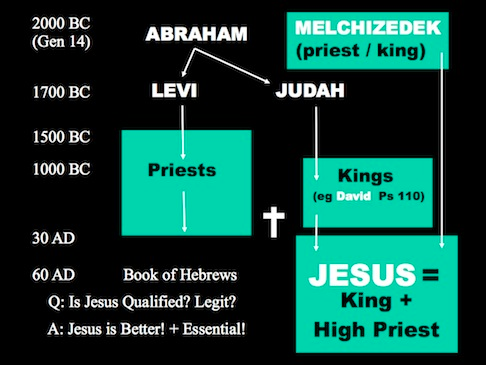 2000 BC
(Gen 14)
ABRAHAM
MELCHIZEDEK
(priest / king)
1700 BC
LEVI
JUDAH
1500 BC
1000 BC
Priests
Kings
(eg David Ps 110)
30 AD
60 AD
Book of Hebrews
JESUS =
King +
High Priest
Q: Is Jesus Qualified? Legit?
A: Jesus is Better! + Essential!